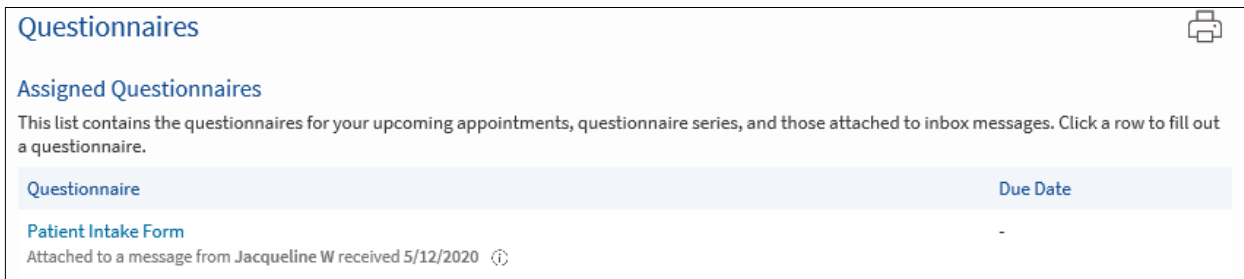 Questionnaires
Assigned Questionnaires
This list contains the questionnaires for your upcoming appointments, questionnaire series, and those attached to inbox messages. Click a row to fill out
a questionnaire.
Questionnaire Due Date
Patient Intake Form -
Attached to a message from Jacqueline W received 5/12/2020